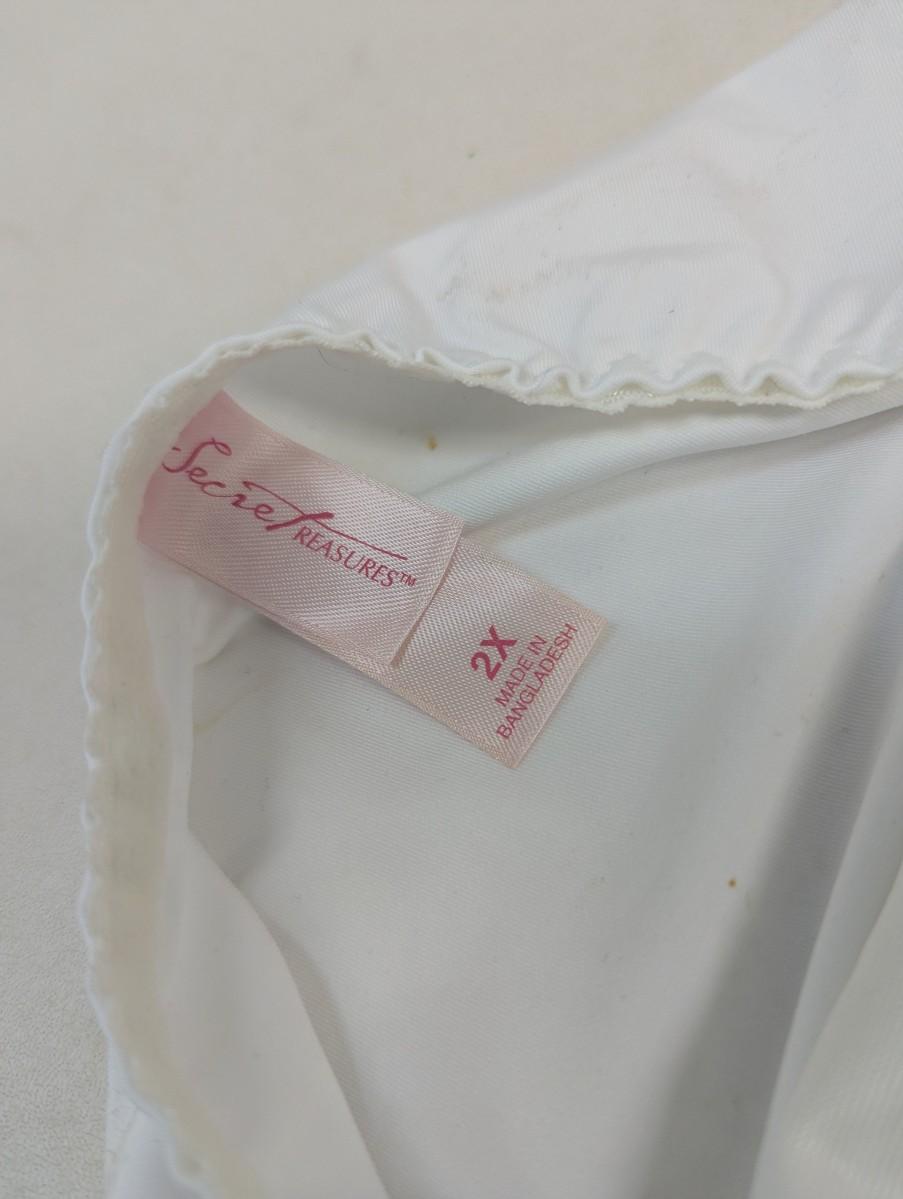 Secret
TREASURES™
2X
MADE IN
BANGLADESH